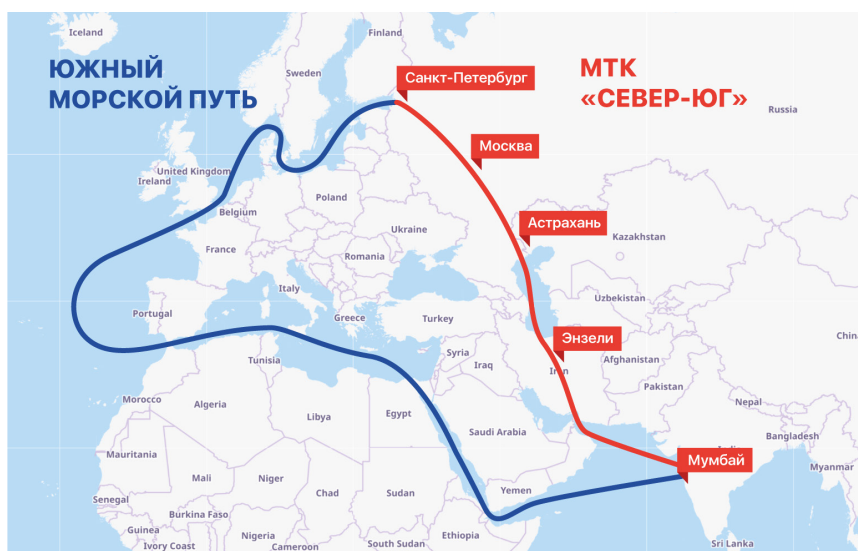 Iceland
Finland
ЮЖНЫЙ
МОРСКОЙ ПУТЬ
Sweden
Санкт-Петербург
МТК
«СЕВЕР-ЮГ»
Russia
Москва
United Kingdom
Ireland
Poland
Belgium
Астрахань
Ukraine
Kazakhstan
France
Romania
Italy
Uzbekistan
Portugal
Greece
Turkey
Энзели
China
Syria
Tunisia
Iraq
Iran
Afghanistan
Pakistan
Morocco
Algeria
Libya
Egypt
Nepal
Saudi Arabia
Bangladesh
Mauritania
Мумбай
Myanmar
Mali
Niger
Chad
Sudan
Yemen
Senegal
Burkina Faso
Guinea
Nigeria
Ethiopia
Ivory Coast
Cameroon
South Sudan
Sri Lanka